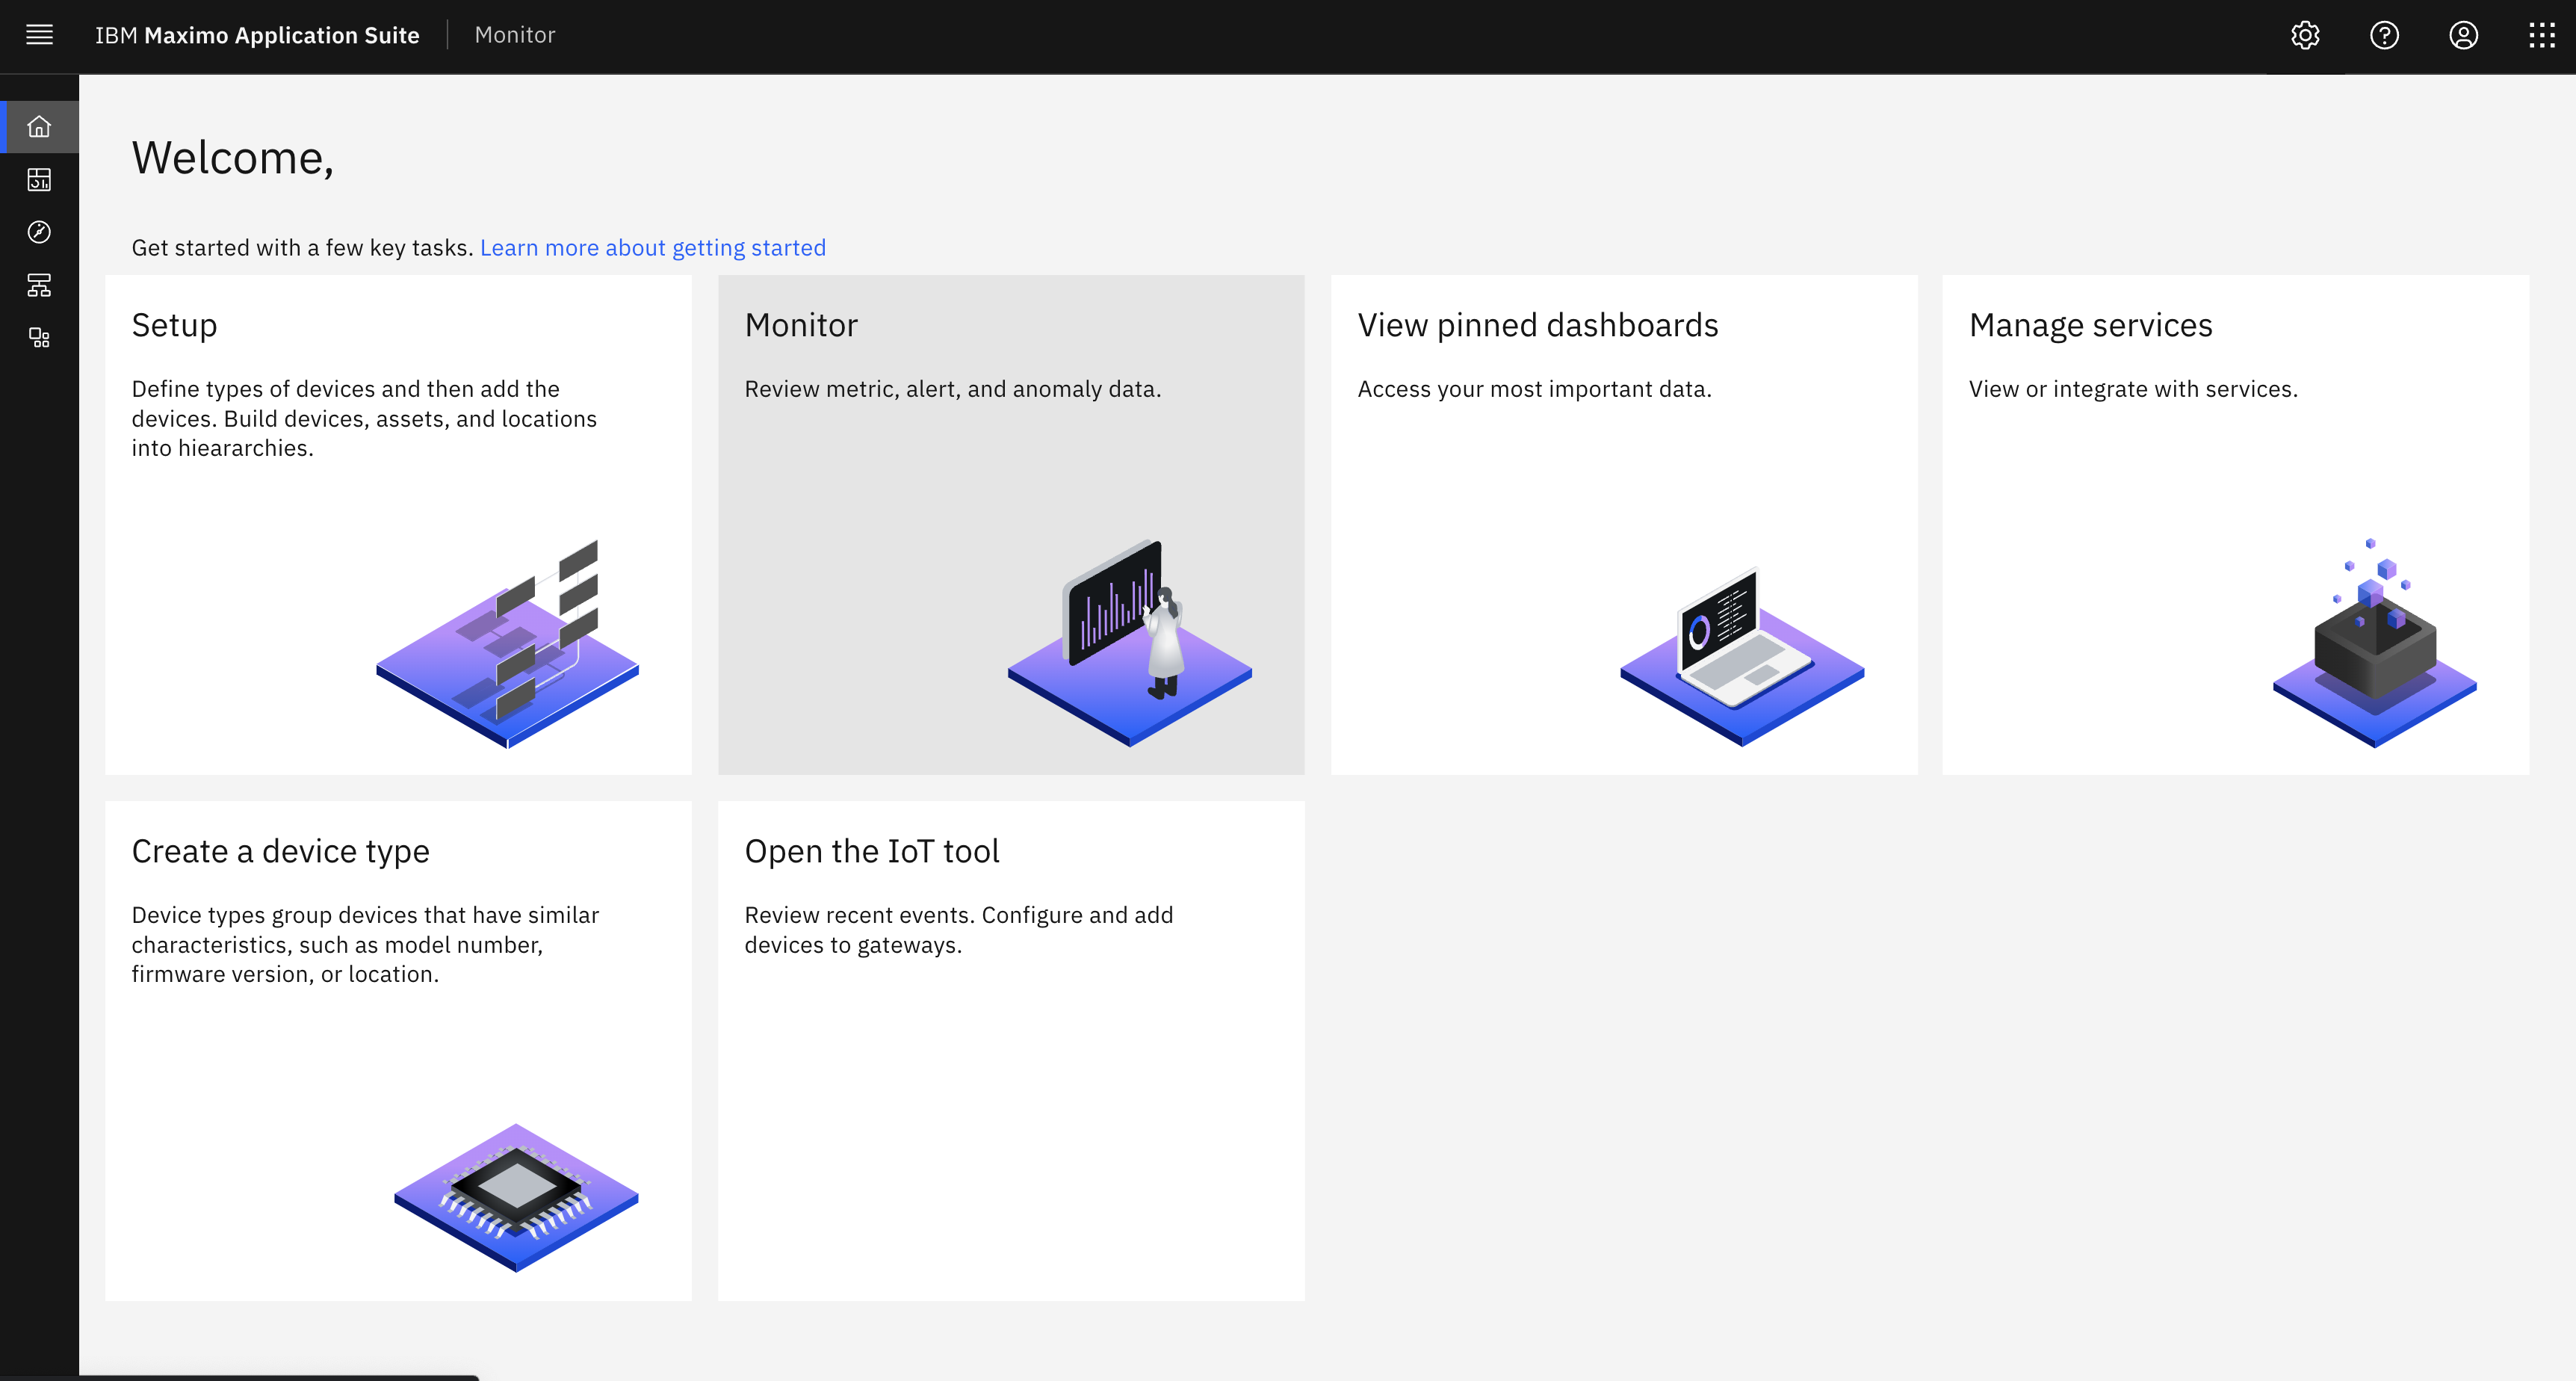 IBM Maximo Application Suite
Monitor
Welcome,
Get started with a few key tasks. Learn more about getting started
Setup
Define types of devices and then add the
devices. Build devices, assets, and locations
into hieararchies.
Monitor
Review metric, alert, and anomaly data.
View pinned dashboards
Access your most important data.
Manage services
View or integrate with services.
Create a device type
Device types group devices that have similar
characteristics, such as model number,
firmware version, or location.
Open the IoT tool
Review recent events. Configure and add
devices to gateways.